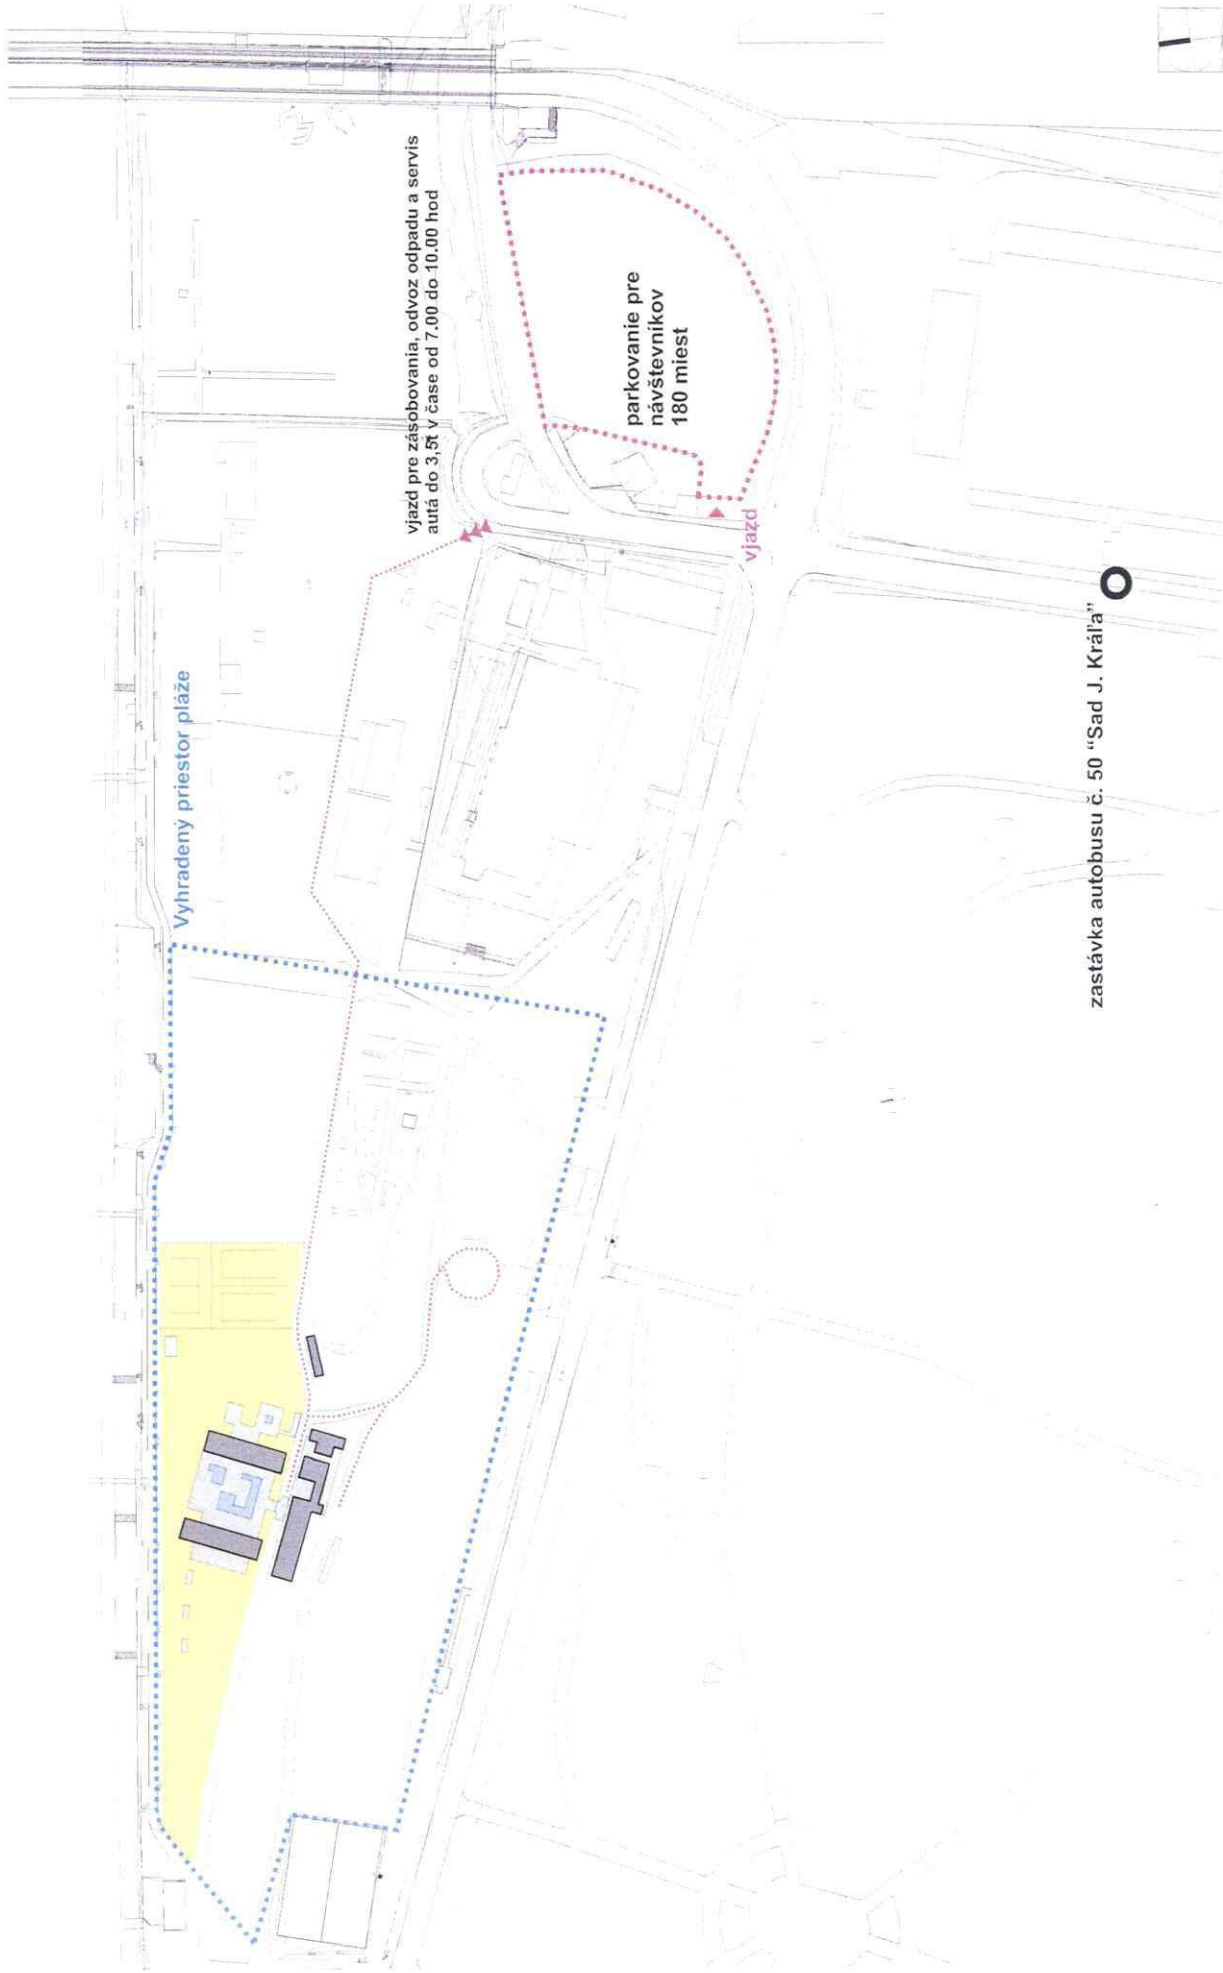 Vyhradený priestor pláže
vjazd pre zásobovania, odvoz odpadu a servis
autá do 3,5t v čase od 7.00 do 10.00 hod
parkovanie pre
návštevníkov
180 miest
vjazd
zastávka autobusu č. 50 “Sad J. Kráľa”